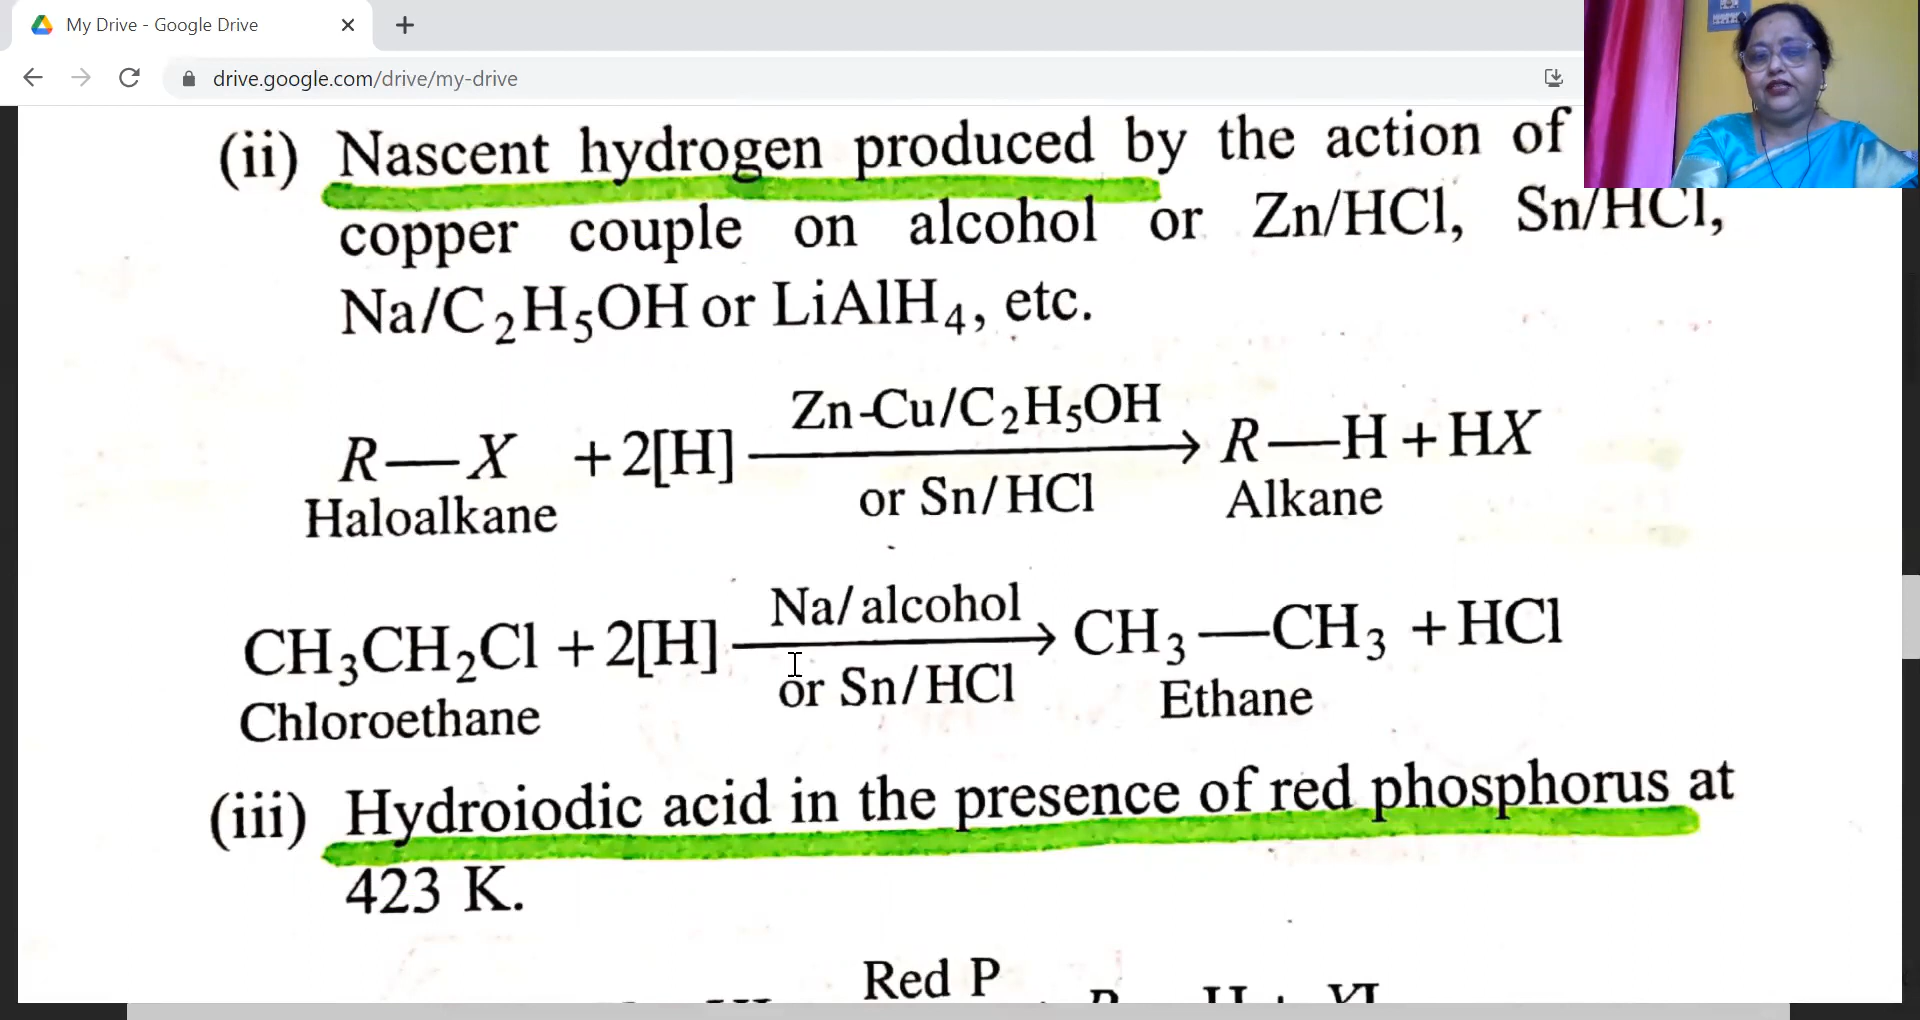 My Drive - Google Drive
drive.google.com/drive/my-drive
(ii) Nascent hydrogen produced by the action of
copper couple on alcohol or Zn/HCl, Sn/HCl,
Na/C₂H₅OH or LiAlH₄, etc.
Zn-Cu/C₂H₅OH
R—X + 2[H] ⟶ R—H + HX
or Sn/HCl
Haloalkane Alkane
Na/alcohol
CH₃CH₂Cl + 2[H] ⟶ CH₃—CH₃ + HCl
or Sn/HCl
Chloroethane Ethane
(iii) Hydroiodic acid in the presence of red phosphorus at
423 K.
Red P